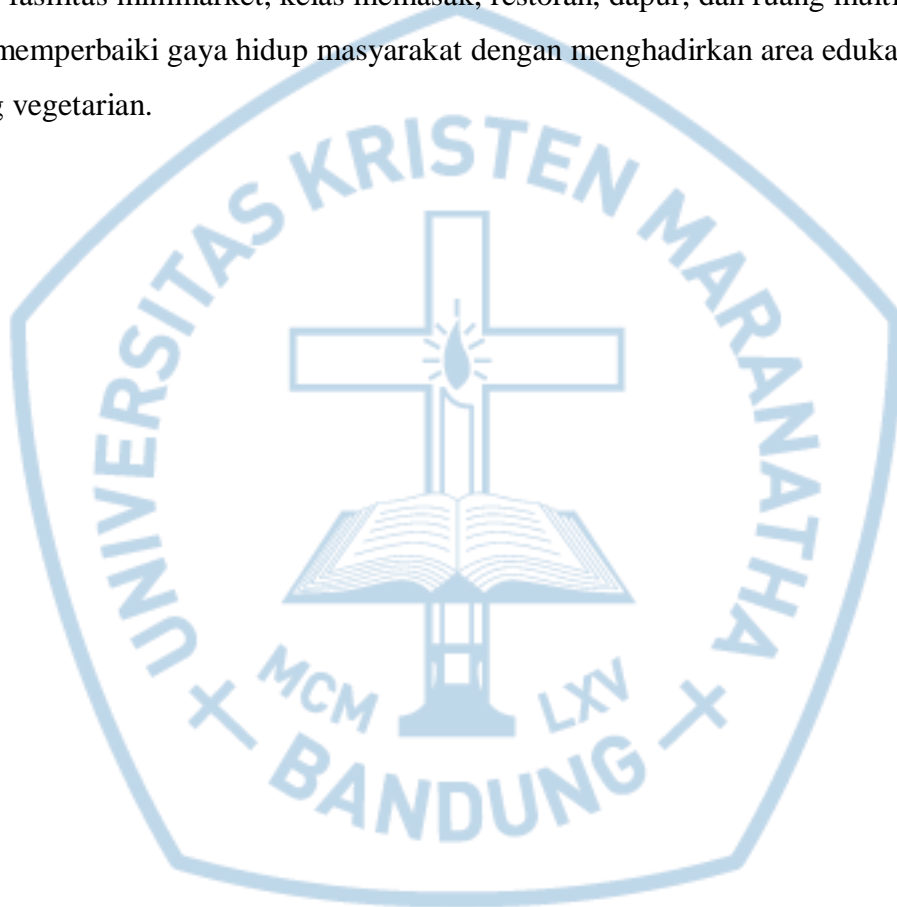 fasilitas minimarket, kelas memasak, restoran, dapur, dan ruang multi
memperbaiki gaya hidup masyarakat dengan menghadirkan area eduka
g vegetarian.
UNIVERSITAS KRISTEN MARANATHA
MCM LXV
BANDUNG